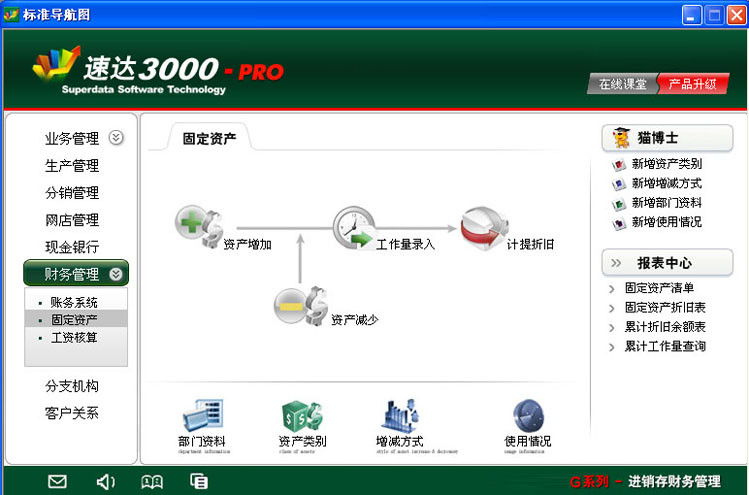 标准导航图
速达3000-PRO
Superdata Software Technology
在线课堂
产品升级
业务管理
生产管理
分销管理
网店管理
现金银行
财务管理
账务系统
固定资产
工资核算
分支机构
客户关系
固定资产
资产增加
工作量录入
计提折旧
资产减少
部门资料
department information
资产类别
class of assets
增减方式
style of asset increase & decrease
使用情况
usage information
猫博士
新增资产类别
新增增减方式
新增部门资料
新增使用情况
报表中心
固定资产清单
固定资产折旧表
累计折旧余额表
累计工作量查询
G系列 - 进销存财务管理